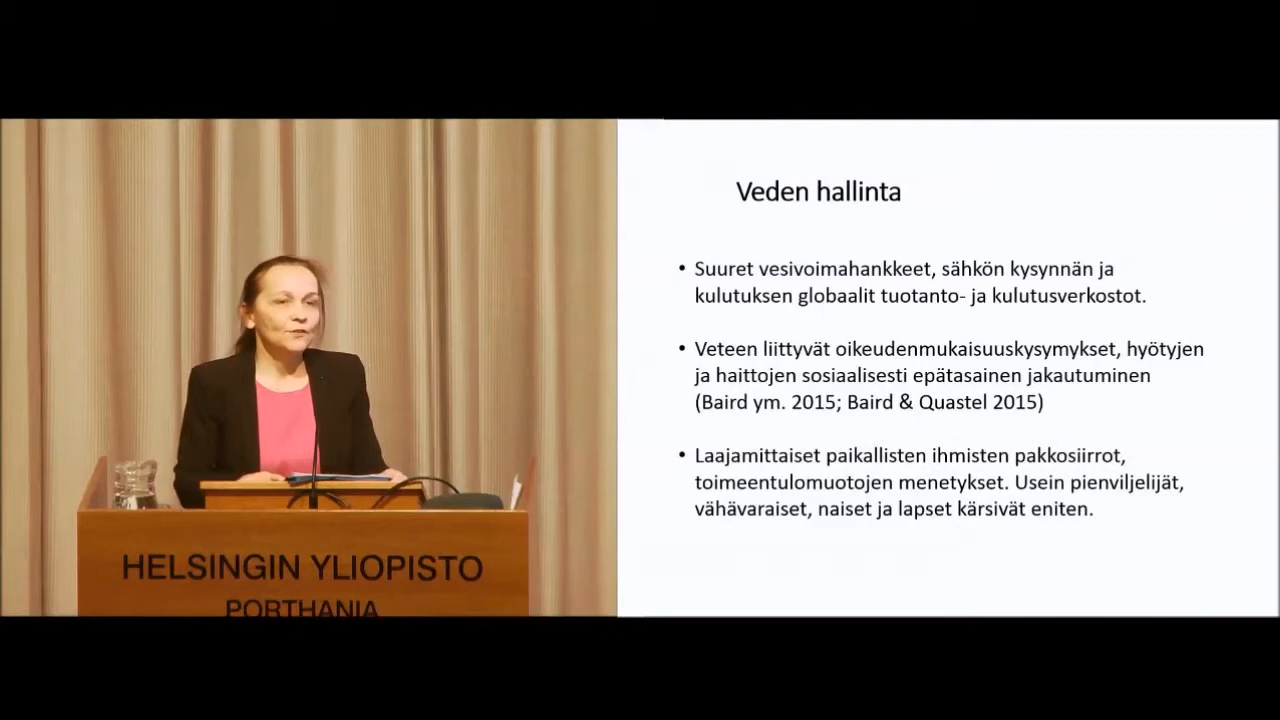 Veden hallinta
• Suuret vesivoimahankkeet, sähkön kysynnän ja
kulutuksen globaalit tuotanto- ja kulutusverkostot.
• Veteen liittyvät oikeudenmukaisuuskysymykset, hyötyjen
ja haittojen sosiaalisesti epätasainen jakautuminen
(Baird ym. 2015; Baird & Quastel 2015)
• Laajamittaiset paikallisten ihmisten pakkosiirrot,
toimeentulomuotojen menetykset. Usein pienviljelijät,
vähävaraiset, naiset ja lapset kärsivät eniten.
HELSINGIN YLIOPISTO
PORTHANIA